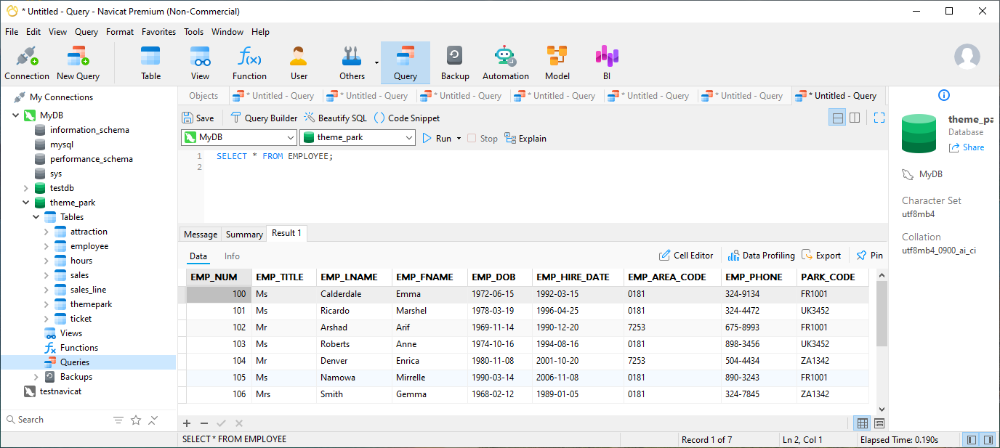 * Untitled - Query - Navicat Premium (Non-Commercial)
File Edit View Query Format Favorites Tools Window Help
Connection New Query Table View Function User Others Query Backup Automation Model BI
My Connections
MyDB
information_schema
mysql
performance_schema
sys
testdb
theme_park
Tables
attraction
employee
hours
sales
sales_line
themepark
ticket
Views
Functions
Queries
Backups
testnavicat
Search
Objects * Untitled - Query * Untitled - Query * Untitled - Query * Untitled - Query * Untitled - Query * Untitled - Query * Untitled - Query
Save Query Builder Beautify SQL Code Snippet
MyDB theme_park Run Stop Explain
1 SELECT * FROM EMPLOYEE;
2
Message Summary Result 1
Data Info Cell Editor Data Profiling Export Pin
EMP_NUM EMP_TITLE EMP_LNAME EMP_FNAME EMP_DOB EMP_HIRE_DATE EMP_AREA_CODE EMP_PHONE PARK_CODE
100 Ms Calderdale Emma 1972-06-15 1992-03-15 0181 324-9134 FR1001
101 Ms Ricardo Marshel 1978-03-19 1996-04-25 0181 324-4472 UK3452
102 Mr Arshad Arif 1969-11-14 1990-12-20 7253 675-8993 FR1001
103 Ms Roberts Anne 1974-10-16 1994-08-16 0181 898-3456 UK3452
104 Mr Denver Enrica 1980-11-08 2001-10-20 7253 504-4434 ZA1342
105 Ms Namowa Mirrelle 1990-03-14 2006-11-08 0181 890-3243 FR1001
106 Mrs Smith Gemma 1968-02-12 1989-01-05 0181 324-7845 ZA1342
SELECT * FROM EMPLOYEE Record 1 of 7 Ln 2, Col 1 Elapsed Time: 0.190s
theme_pa
Database
Share
MyDB
Character Set
utf8mb4
Collation
utf8mb4_0900_ai_ci